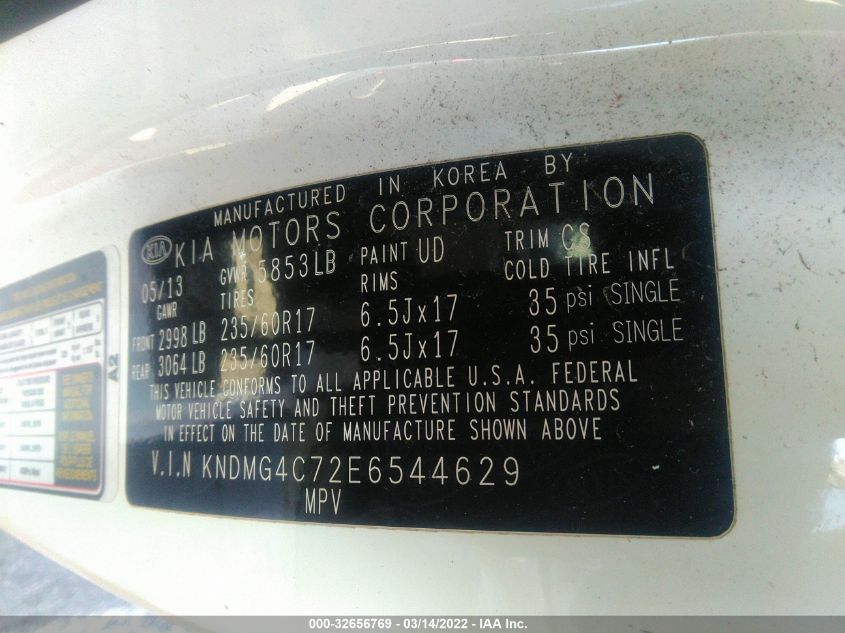 MANUFACTURED IN KOREA BY
KIA KIA MOTORS CORPORATION
05/13 GVWR 5853LB PAINT UD TRIM C8
GAWR TIRES RIMS COLD TIRE INFL
FRONT 2998 LB 235/60R17 6.5Jx17 35 psi SINGLE
REAR 3064 LB 235/60R17 6.5Jx17 35 psi SINGLE
THIS VEHICLE CONFORMS TO ALL APPLICABLE U.S.A. FEDERAL
MOTOR VEHICLE SAFETY AND THEFT PREVENTION STANDARDS
IN EFFECT ON THE DATE OF MANUFACTURE SHOWN ABOVE
V.I.N KNDMG4C72E6544629
MPV
A2
000-32656769 - 03/14/2022 - IAA Inc.